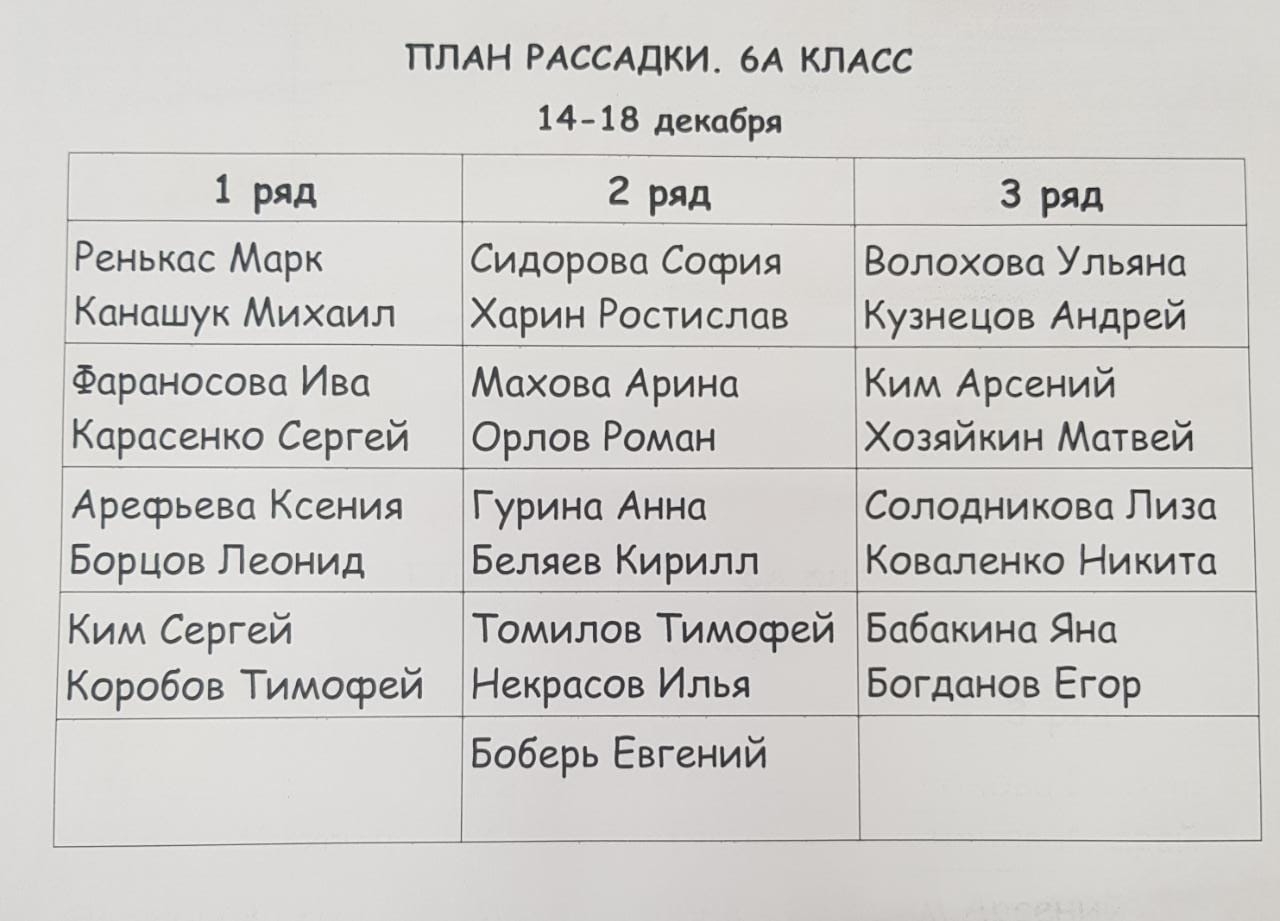 ПЛАН РАССАДКИ. 6А КЛАСС
14-18 декабря
1 ряд 2 ряд 3 ряд
Ренькас Марк Сидорова София Волохова Ульяна
Канашук Михаил Харин Ростислав Кузнецов Андрей
Фараносова Ива Махова Арина Ким Арсений
Карасенко Сергей Орлов Роман Хозяйкин Матвей
Арефьева Ксения Гурина Анна Солодникова Лиза
Борцов Леонид Беляев Кирилл Коваленко Никита
Ким Сергей Томилов Тимофей Бабакина Яна
Коробов Тимофей Некрасов Илья Богданов Егор
Боберь Евгений